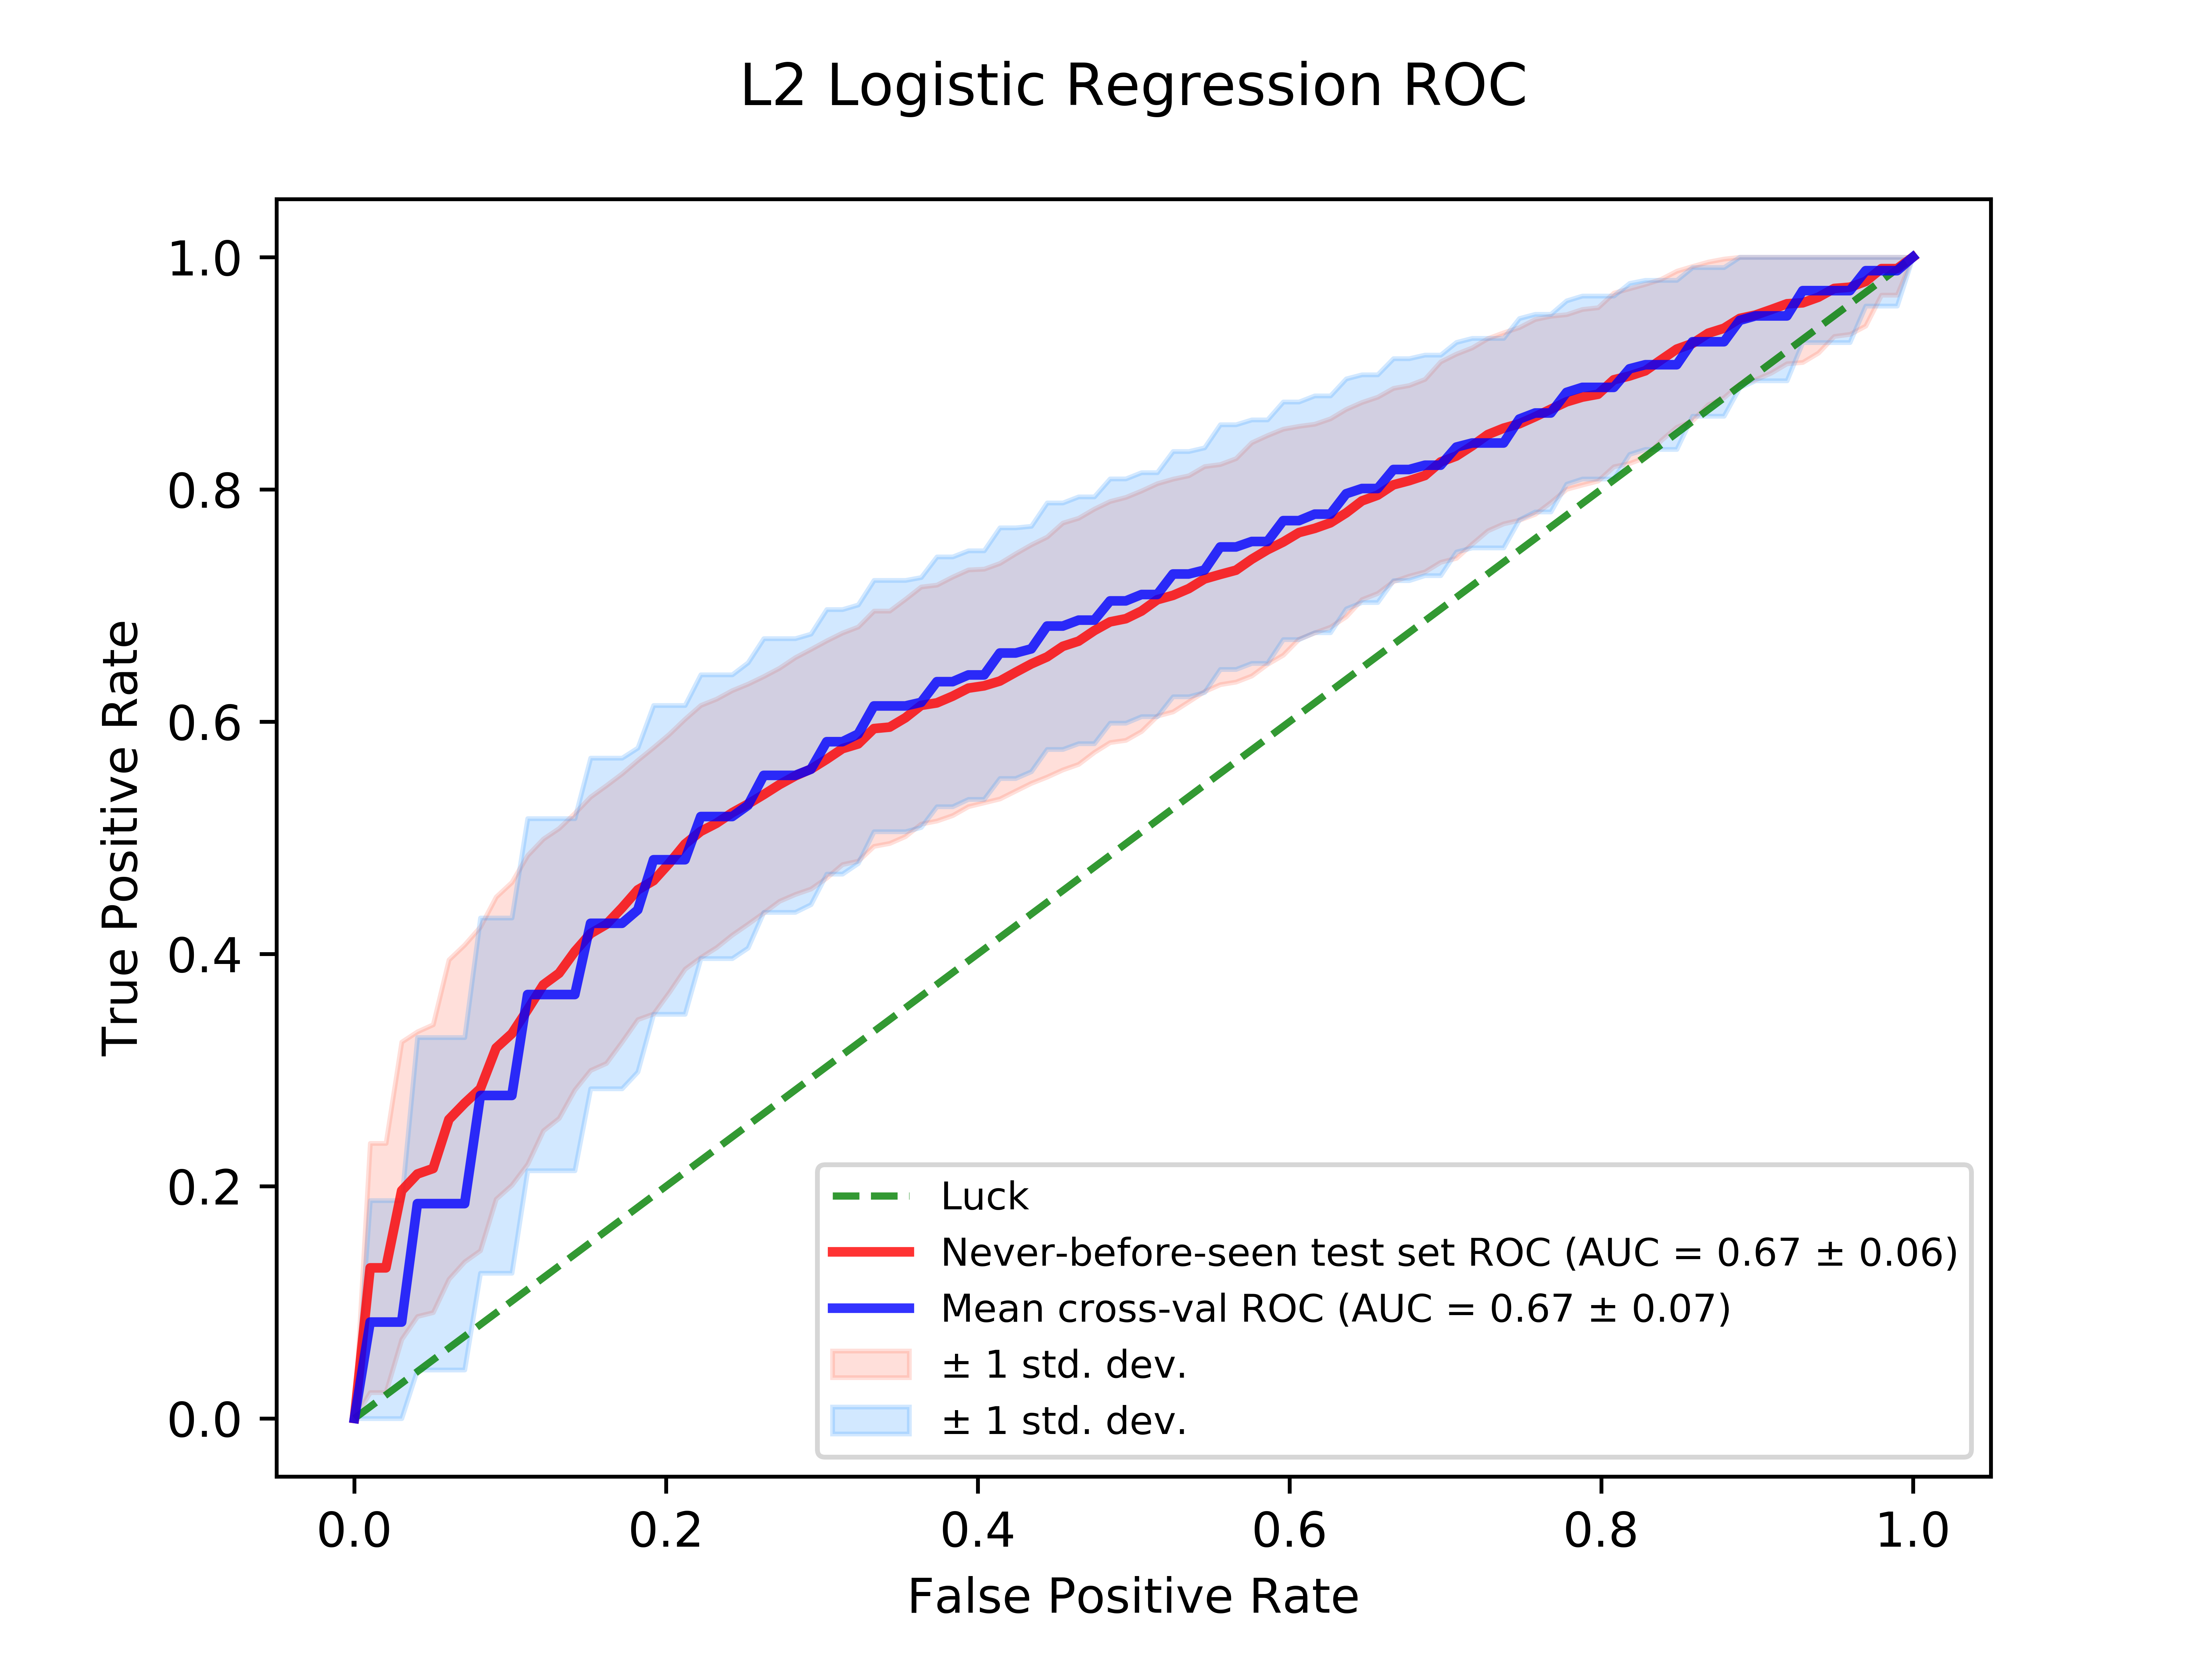 L2 Logistic Regression ROC
True Positive Rate
1.0
0.8
0.6
0.4
0.2
0.0
Luck
Never-before-seen test set ROC (AUC = 0.67 ± 0.06)
Mean cross-val ROC (AUC = 0.67 ± 0.07)
± 1 std. dev.
± 1 std. dev.
0.0 0.2 0.4 0.6 0.8 1.0
False Positive Rate